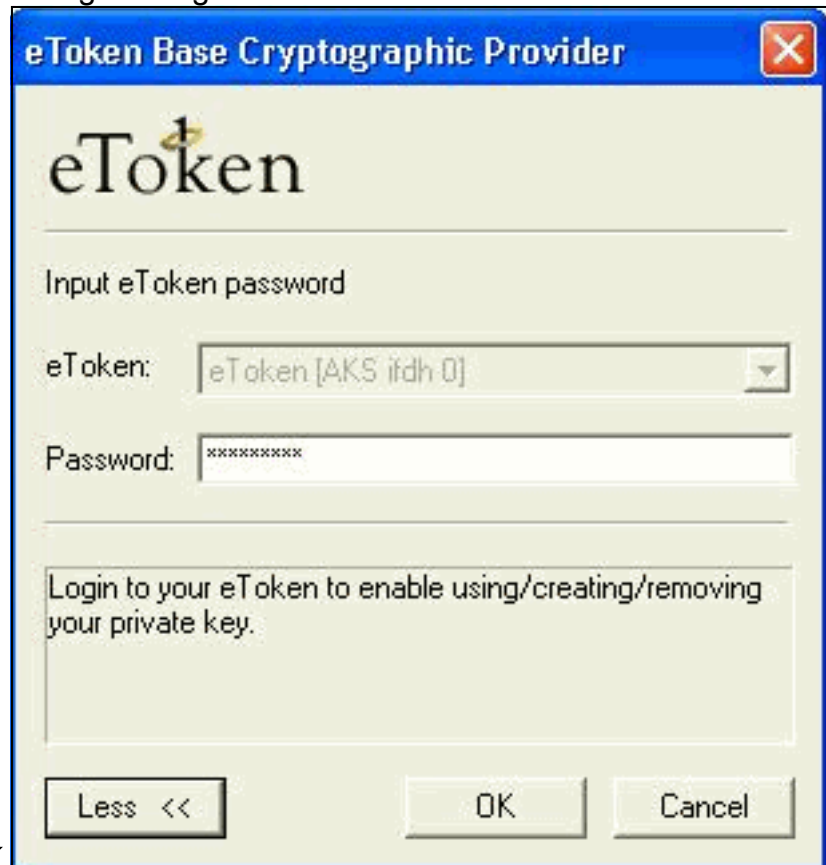 eToken Base Cryptographic Provider
eToken
Input eToken password
eToken: eToken [AKS ifdh 0]
Password: *********
Login to your eToken to enable using/creating/removing
your private key.
Less << OK Cancel